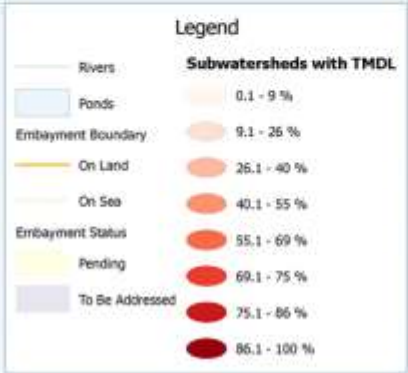 Legend
Rivers
Ponds
Embayment Boundary
On Land
On Sea
Embayment Status
Pending
To Be Addressed
Subwatersheds with TMDL
0.1 - 9 %
9.1 - 26 %
26.1 - 40 %
40.1 - 55 %
55.1 - 69 %
69.1 - 75 %
75.1 - 86 %
86.1 - 100 %